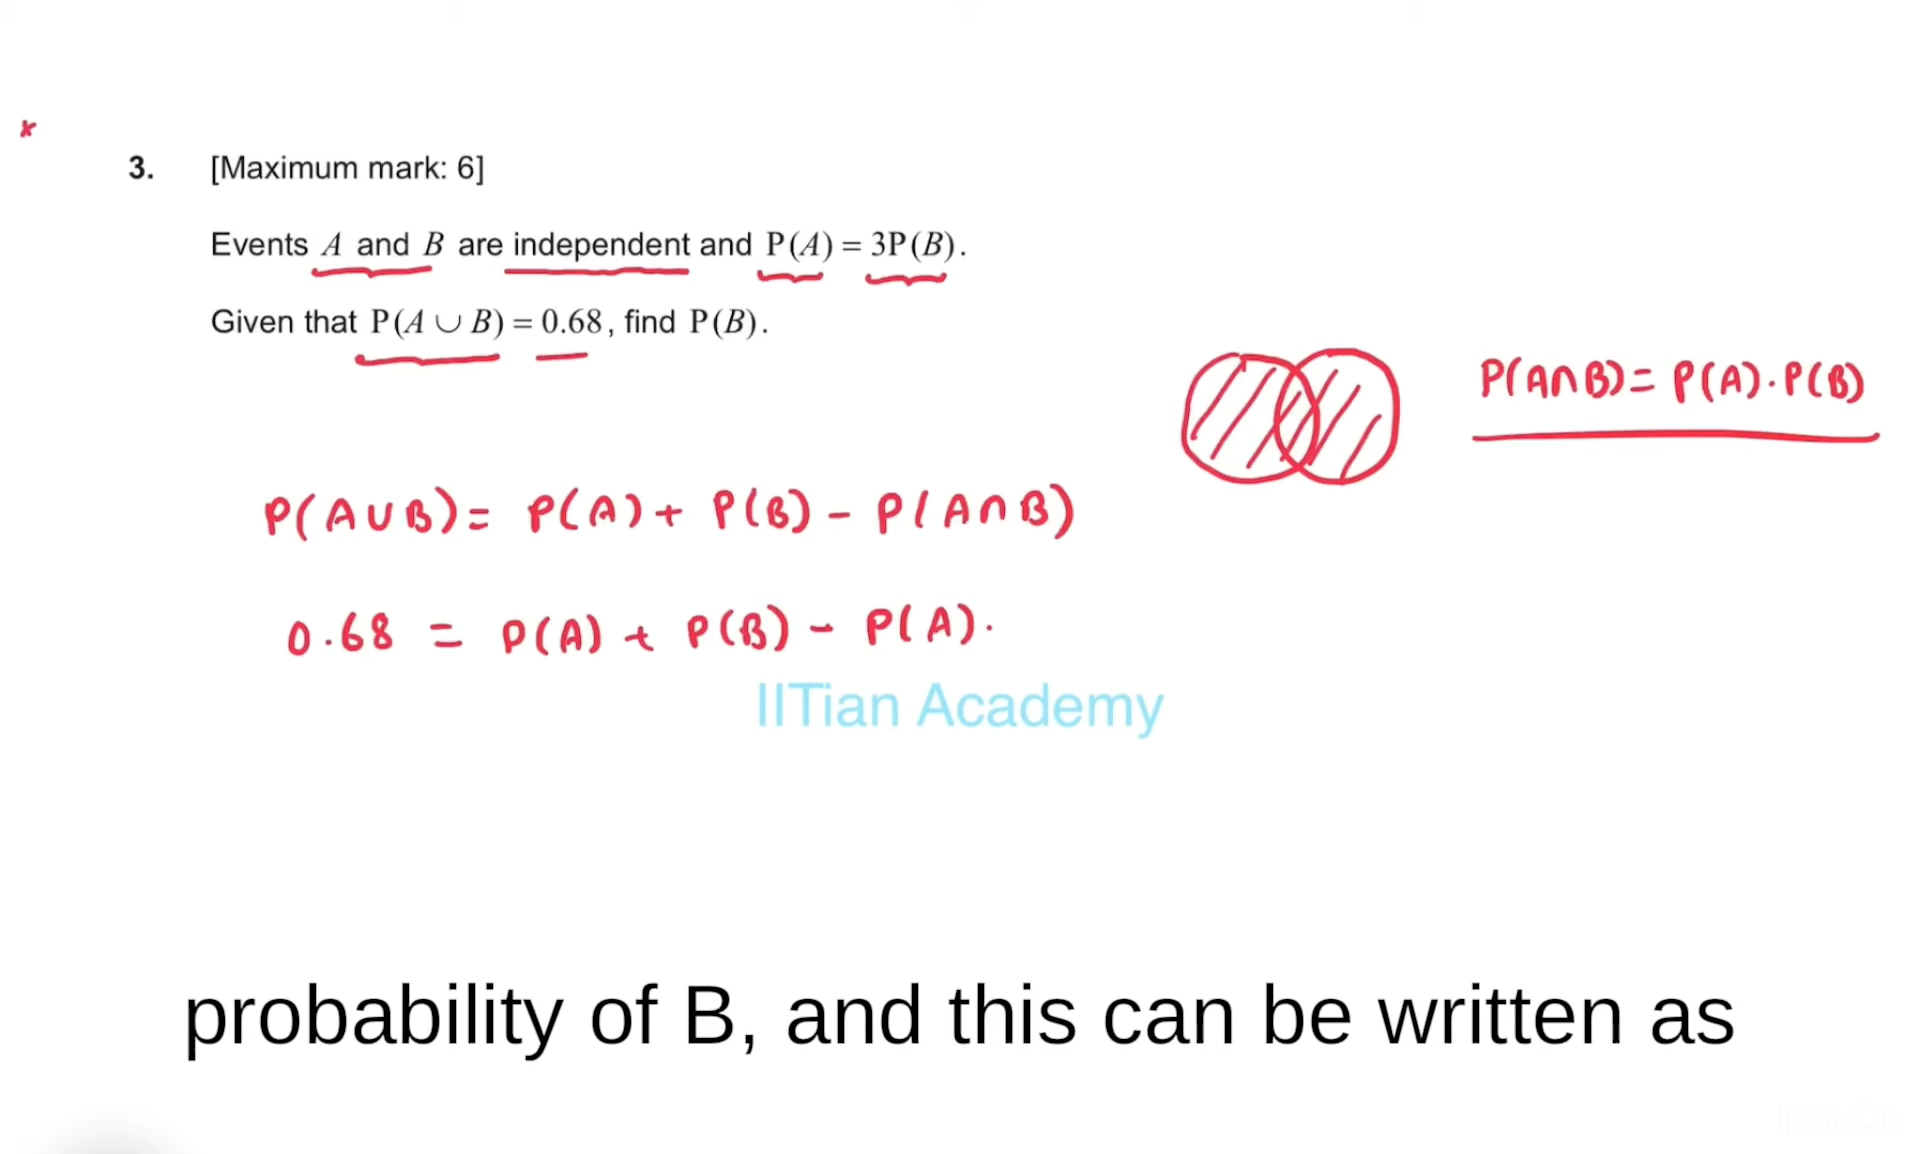 3. [Maximum mark: 6]
Events A and B are independent and P(A) = 3P(B).
Given that P(A ∪ B) = 0.68, find P(B).
P(A∩B) = P(A)·P(B)
P(A∪B) = P(A) + P(B) - P(A∩B)
0.68 = P(A) + P(B) - P(A)·
IITian Academy
probability of B, and this can be written as